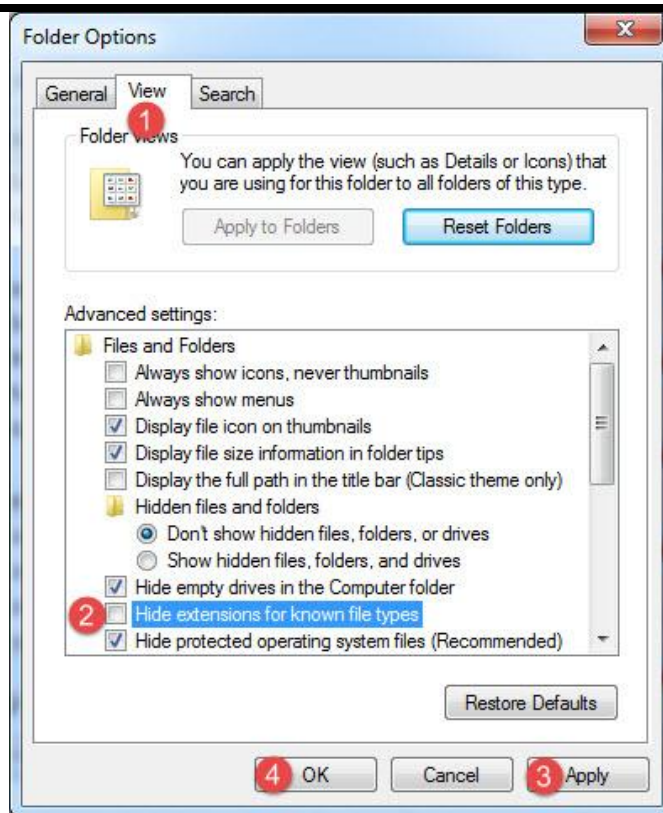 Folder Options
General View Search
1
Folder views
You can apply the view (such as Details or Icons) that
you are using for this folder to all folders of this type.
Apply to Folders Reset Folders
Advanced settings:
Files and Folders
Always show icons, never thumbnails
Always show menus
Display file icon on thumbnails
Display file size information in folder tips
Display the full path in the title bar (Classic theme only)
Hidden files and folders
Don't show hidden files, folders, or drives
Show hidden files, folders, and drives
Hide empty drives in the Computer folder
2 Hide extensions for known file types
Hide protected operating system files (Recommended)
Restore Defaults
4 OK Cancel 3 Apply